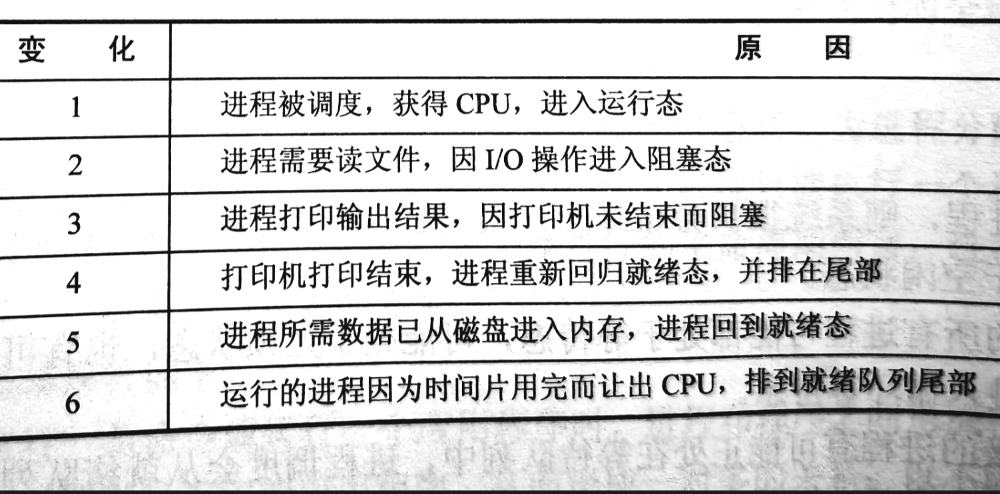 变 化 原 因
1 进程被调度，获得 CPU，进入运行态
2 进程需要读文件，因 I/O 操作进入阻塞态
3 进程打印输出结果，因打印机未结束而阻塞
4 打印机打印结束，进程重新回归就绪态，并排在尾部
5 进程所需数据已从磁盘进入内存，进程回到就绪态
6 运行的进程因为时间片用完而让出 CPU，排到就绪队列尾部